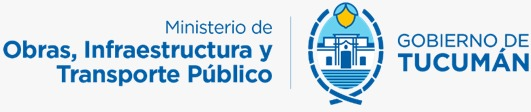 Ministerio de
Obras, Infraestructura y
Transporte Público
GOBIERNO DE
TUCUMÁN